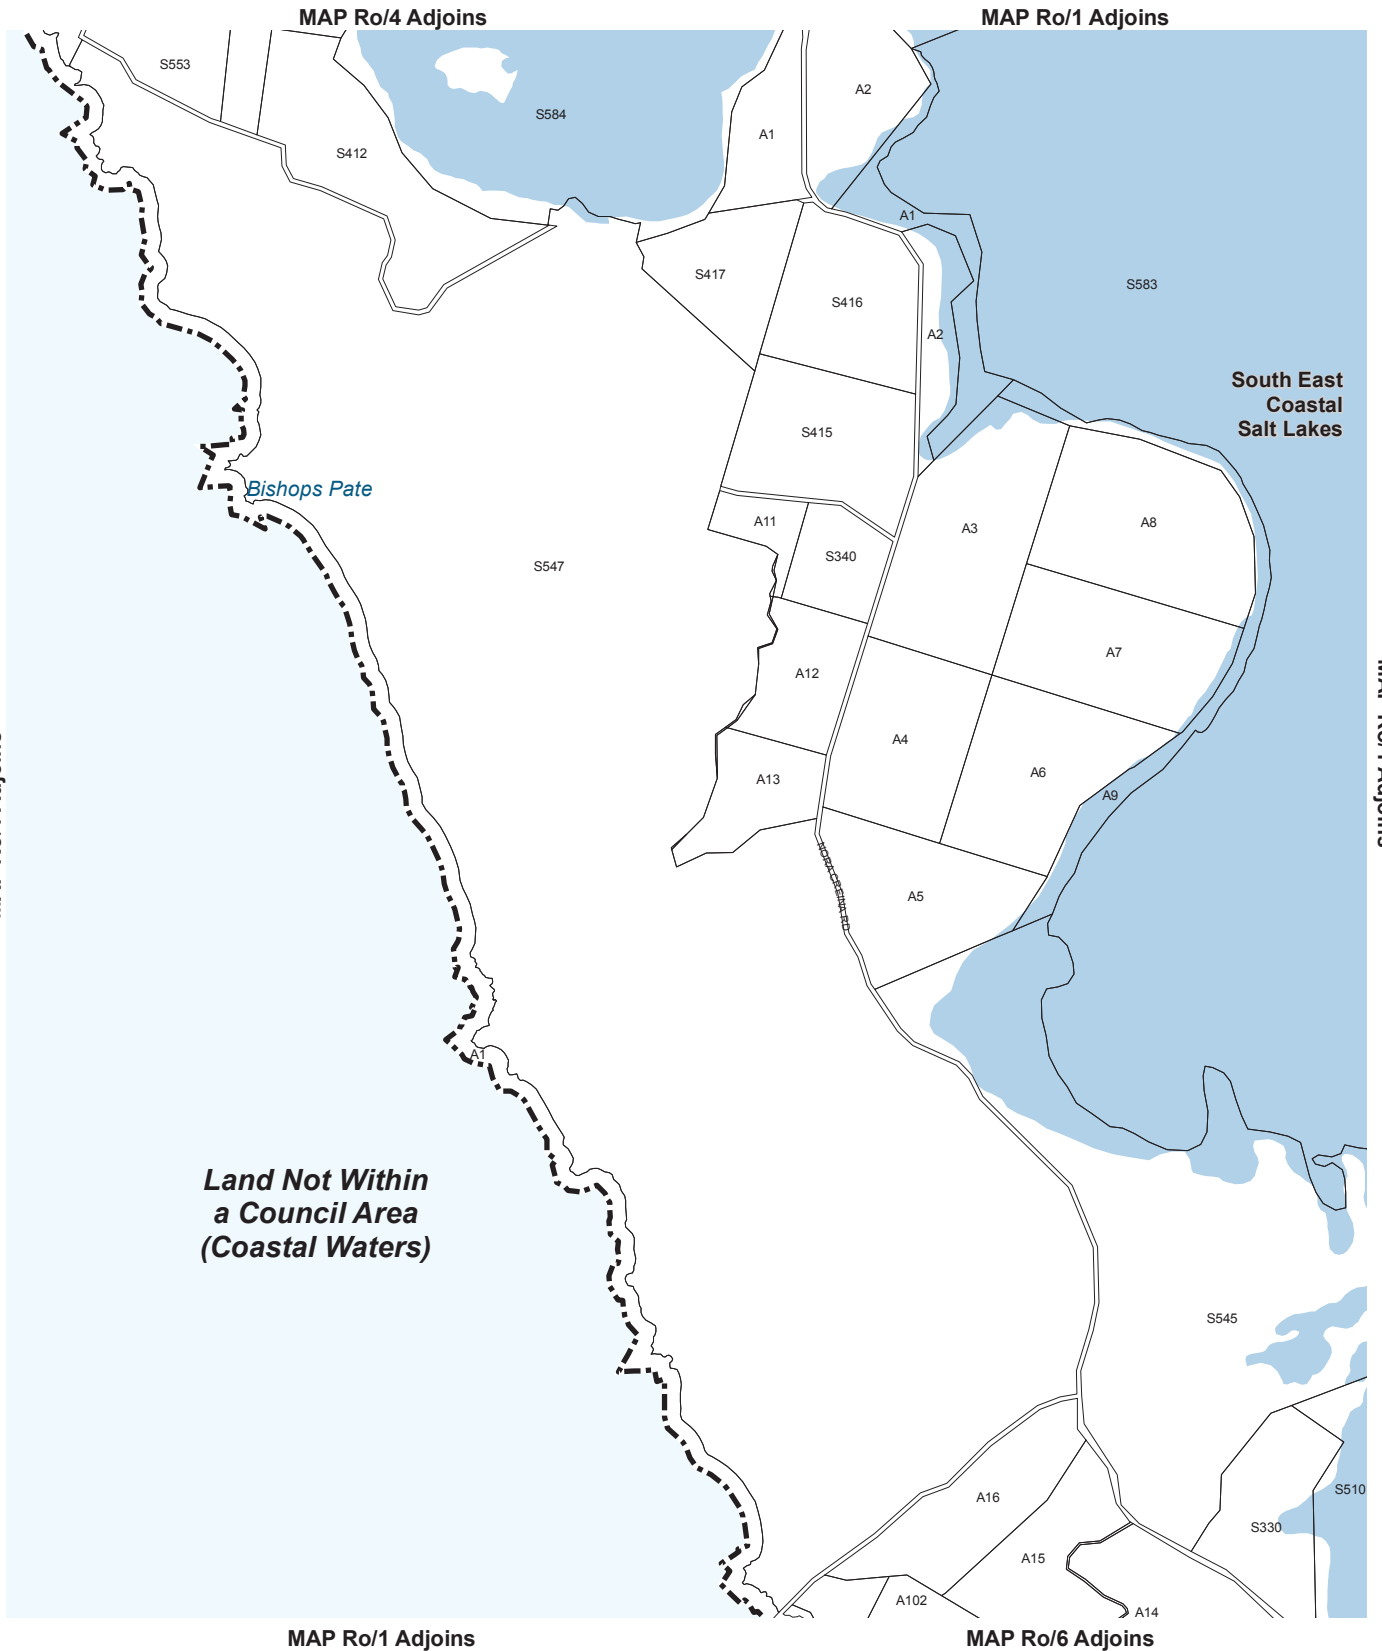 MAP Ro/4 Adjoins
MAP Ro/1 Adjoins
S553
A2
S584
A1
S412
A1
S417
S583
S416
A2
South East
Coastal
Salt Lakes
S415
Bishops Pate
A11
A8
A3
S340
S547
A7
A12
A4
A6
A13
A9
NORA CREINA RD
A5
A1
Land Not Within
a Council Area
(Coastal Waters)
S545
S510
A16
S330
A15
A102
A14
MAP Ro/1 Adjoins
MAP Ro/6 Adjoins